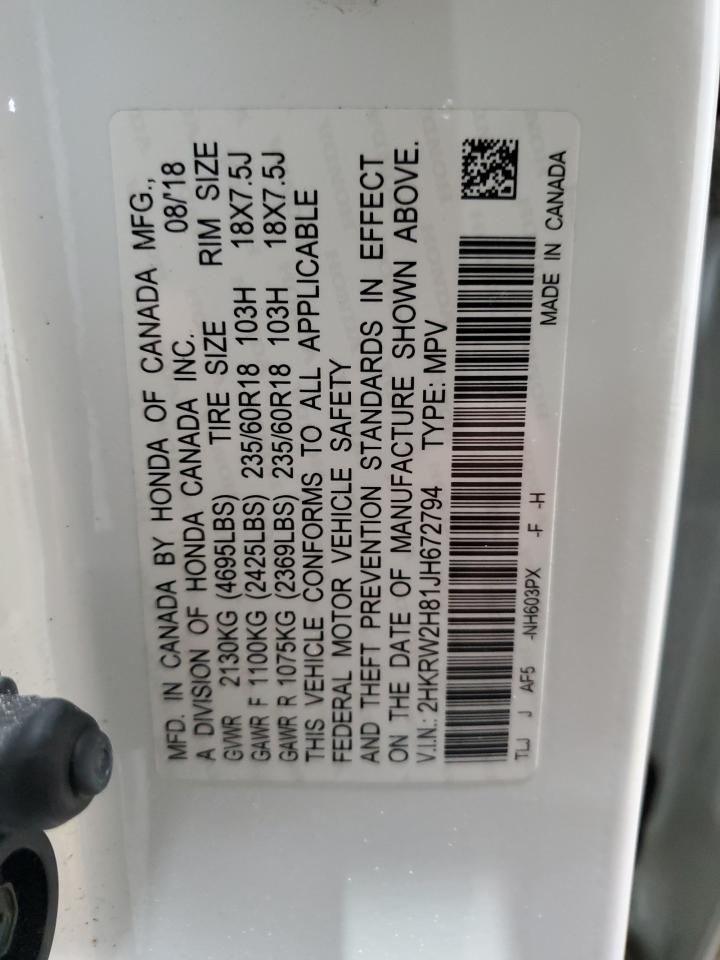 MFD. IN CANADA BY HONDA OF CANADA MFG.,
A DIVISION OF HONDA CANADA INC. 08/'18
GVWR 2130KG (4695LBS) TIRE SIZE RIM SIZE
GAWR F 1100KG (2425LBS) 235/60R18 103H 18X7.5J
GAWR R 1075KG (2369LBS) 235/60R18 103H 18X7.5J
THIS VEHICLE CONFORMS TO ALL APPLICABLE
FEDERAL MOTOR VEHICLE SAFETY
AND THEFT PREVENTION STANDARDS IN EFFECT
ON THE DATE OF MANUFACTURE SHOWN ABOVE.
V.I.N.: 2HKRW2H81JH672794 TYPE: MPV
TLJ J AF5 -NH603PX -F -H
MADE IN CANADA